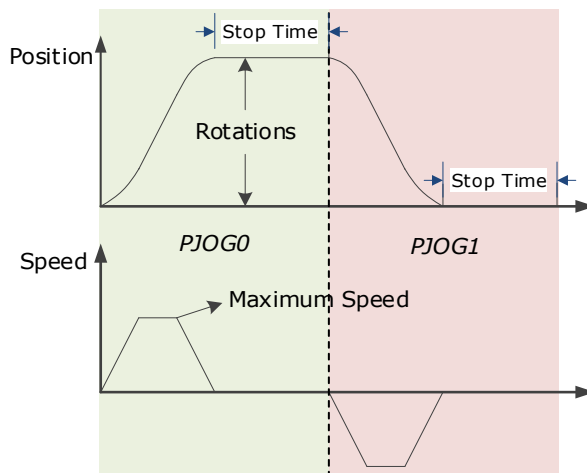 Stop Time
Position
Rotations
Stop Time
PJOG0
PJOG1
Speed
Maximum Speed